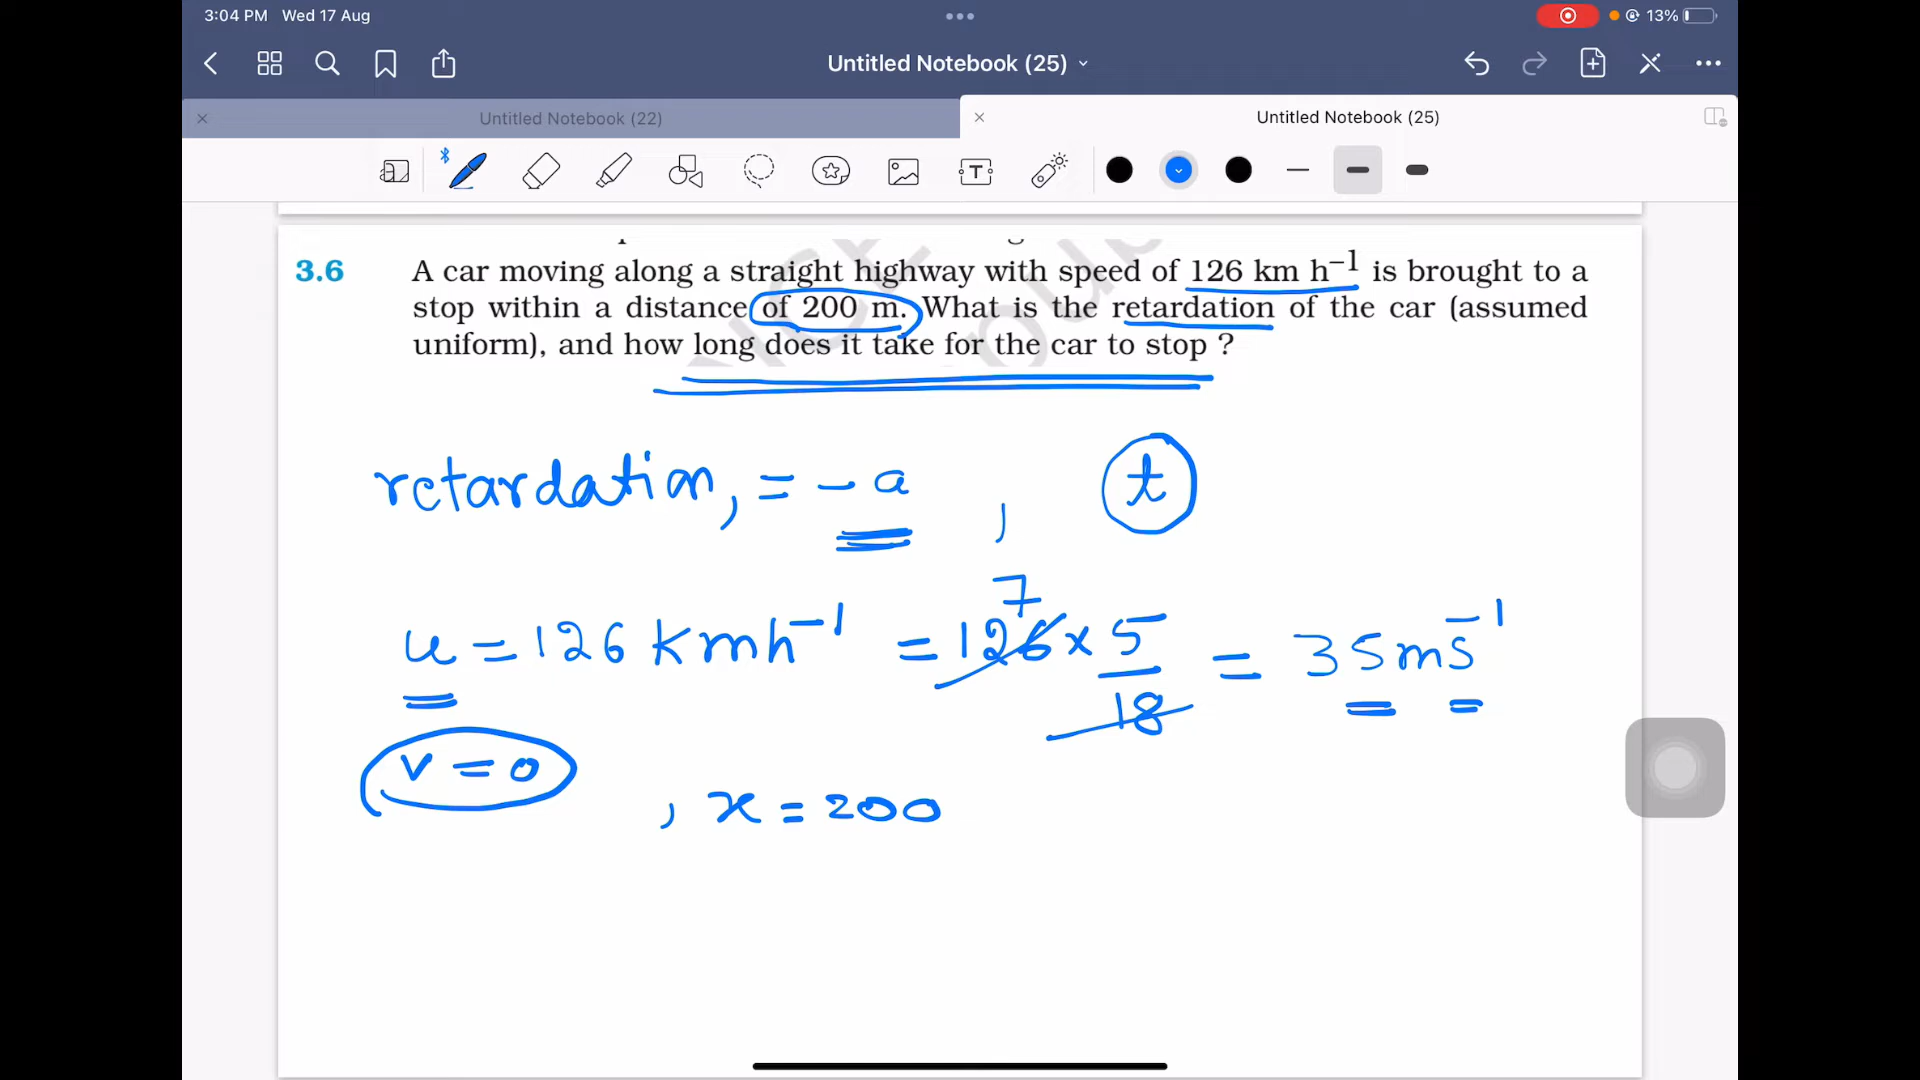 3:04 PM Wed 17 Aug
13%
Untitled Notebook (25)
Untitled Notebook (22)
Untitled Notebook (25)
3.6 A car moving along a straight highway with speed of 126 km h⁻¹ is brought to a
stop within a distance of 200 m. What is the retardation of the car (assumed
uniform), and how long does it take for the car to stop ?
retardation, = - a , t
7
u = 126 kmh⁻¹ = 126 x 5/18 = 35 ms⁻¹
v = 0
, x = 200